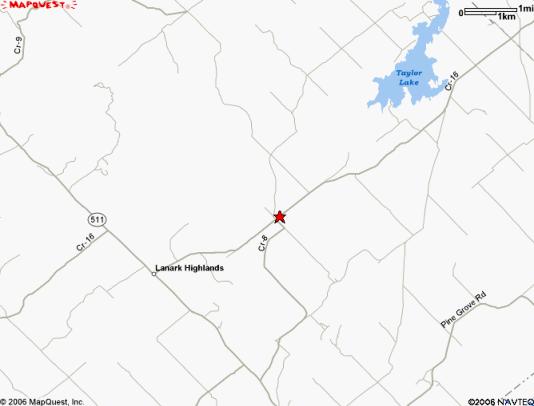 MAPQUEST
0 1mi
1km
Cr-9
Taylor
Lake
Cr-16
511
Cr-16
Cr-8
Lanark Highlands
Pine Grove Rd
© 2006 MapQuest, Inc.
©2006 NAVTEQ